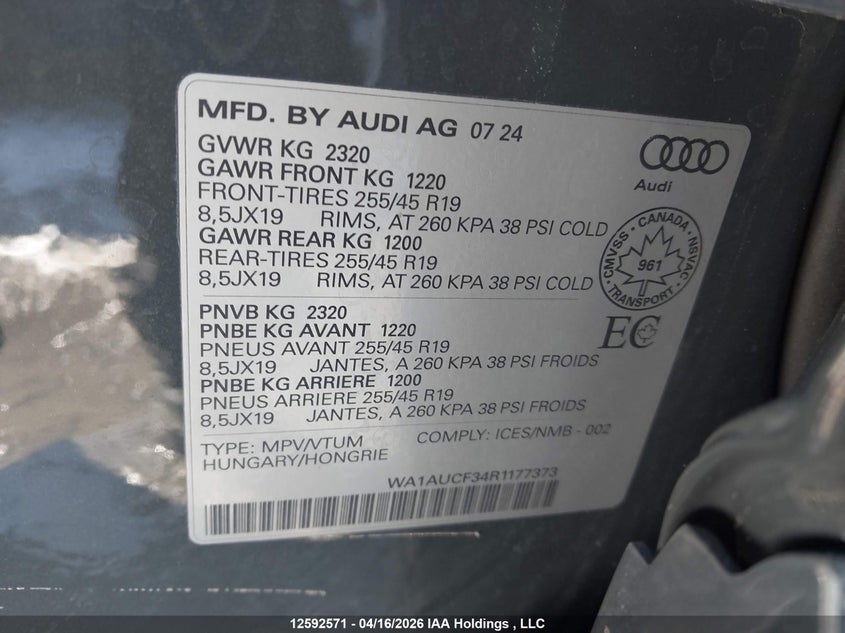 MFD. BY AUDI AG 07 24
GVWR KG 2320
GAWR FRONT KG 1220
FRONT-TIRES 255/45 R19
8,5JX19 RIMS, AT 260 KPA 38 PSI COLD
GAWR REAR KG 1200
REAR-TIRES 255/45 R19
8,5JX19 RIMS, AT 260 KPA 38 PSI COLD
Audi
CMVSS · CANADA · NSVAC
961
TRANSPORT
PNVB KG 2320
PNBE KG AVANT 1220
PNEUS AVANT 255/45 R19
8,5JX19 JANTES, A 260 KPA 38 PSI FROIDS
PNBE KG ARRIERE 1200
PNEUS ARRIERE 255/45 R19
8,5JX19 JANTES, A 260 KPA 38 PSI FROIDS
EC
TYPE: MPV/VTUM COMPLY: ICES/NMB - 002
HUNGARY/HONGRIE
WA1AUCF34R1177373
12592571 - 04/16/2026 IAA Holdings , LLC